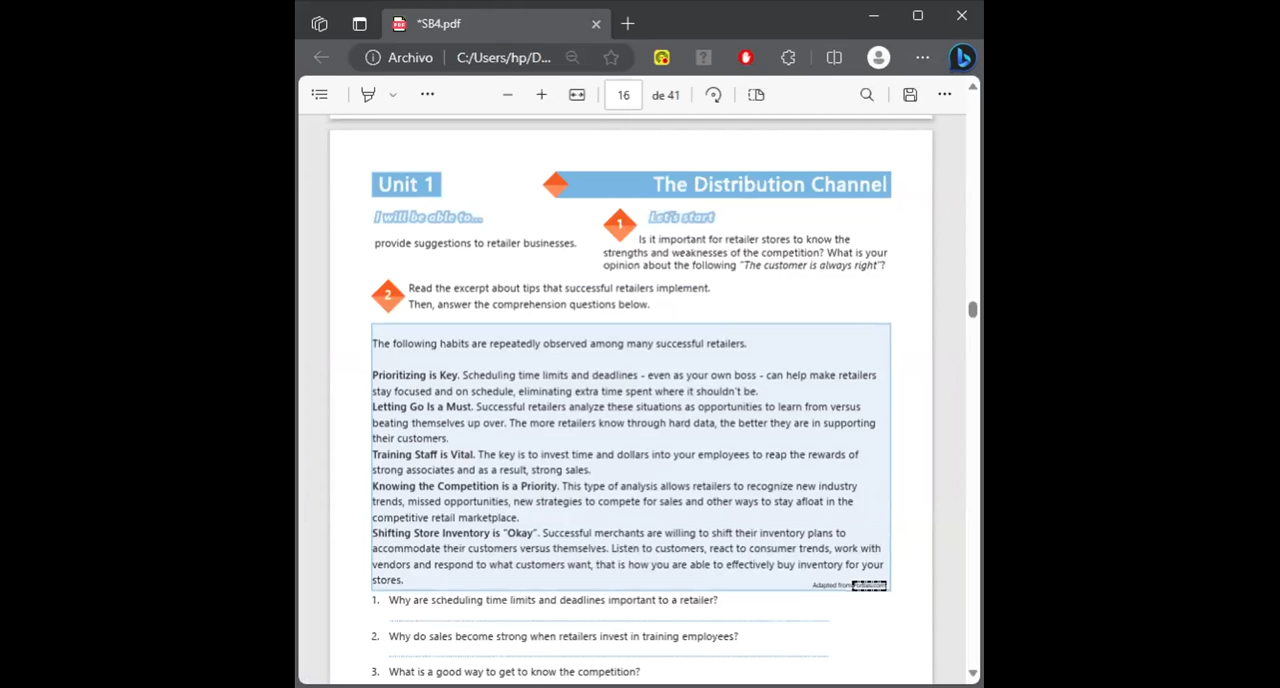 *SB4.pdf
Archivo
C:/Users/hp/D...
16
de 41
Unit 1
The Distribution Channel
I will be able to...
provide suggestions to retailer businesses.
1
Let's start
Is it important for retailer stores to know the
strengths and weaknesses of the competition? What is your
opinion about the following "The customer is always right"?
2
Read the excerpt about tips that successful retailers implement.
Then, answer the comprehension questions below.
The following habits are repeatedly observed among many successful retailers.
Prioritizing is Key. Scheduling time limits and deadlines - even as your own boss - can help make retailers
stay focused and on schedule, eliminating extra time spent where it shouldn't be.
Letting Go Is a Must. Successful retailers analyze these situations as opportunities to learn from versus
beating themselves up over. The more retailers know through hard data, the better they are in supporting
their customers.
Training Staff is Vital. The key is to invest time and dollars into your employees to reap the rewards of
strong associates and as a result, strong sales.
Knowing the Competition is a Priority. This type of analysis allows retailers to recognize new industry
trends, missed opportunities, new strategies to compete for sales and other ways to stay afloat in the
competitive retail marketplace.
Shifting Store Inventory is "Okay". Successful merchants are willing to shift their inventory plans to
accommodate their customers versus themselves. Listen to customers, react to consumer trends, work with
vendors and respond to what customers want, that is how you are able to effectively buy inventory for your
stores.
Adapted from
1. Why are scheduling time limits and deadlines important to a retailer?
2. Why do sales become strong when retailers invest in training employees?
3. What is a good way to get to know the competition?